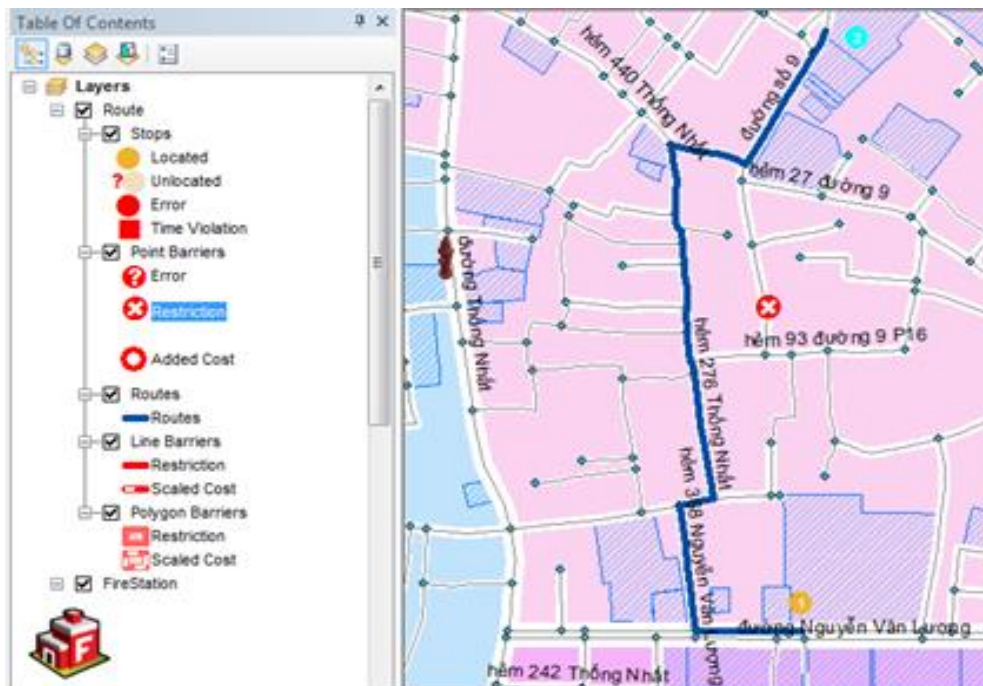 Table Of Contents
Layers
Route
Stops
Located
? Unlocated
Error
Time Violation
Point Barriers
? Error
Restriction
Added Cost
Routes
Routes
Line Barriers
Restriction
Scaled Cost
Polygon Barriers
Restriction
Scaled Cost
FireStation
F
2
hẻm 440 Thống Nhất
đường số 9
hẻm 27 đường 9
đường Thống Nhất
hẻm 93 đường 9 P16
hẻm 276 Thống Nhất
hẻm 368 Nguyễn Văn Lượng
1
đường Nguyễn Văn Lượng
hẻm 242 Thống Nhất